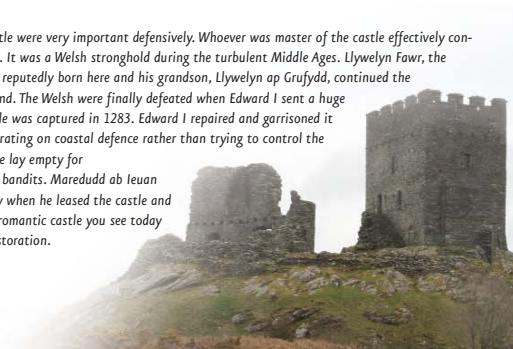 tle were very important defensively. Whoever was master of the castle effectively con-
. It was a Welsh stronghold during the turbulent Middle Ages. Llywelyn Fawr, the
reputedly born here and his grandson, Llywelyn ap Grufydd, continued the
nd. The Welsh were finally defeated when Edward I sent a huge
le was captured in 1283. Edward I repaired and garrisoned it
rating on coastal defence rather than trying to control the
e lay empty for
bandits. Maredudd ab Ieuan
y when he leased the castle and
romantic castle you see today
storation.